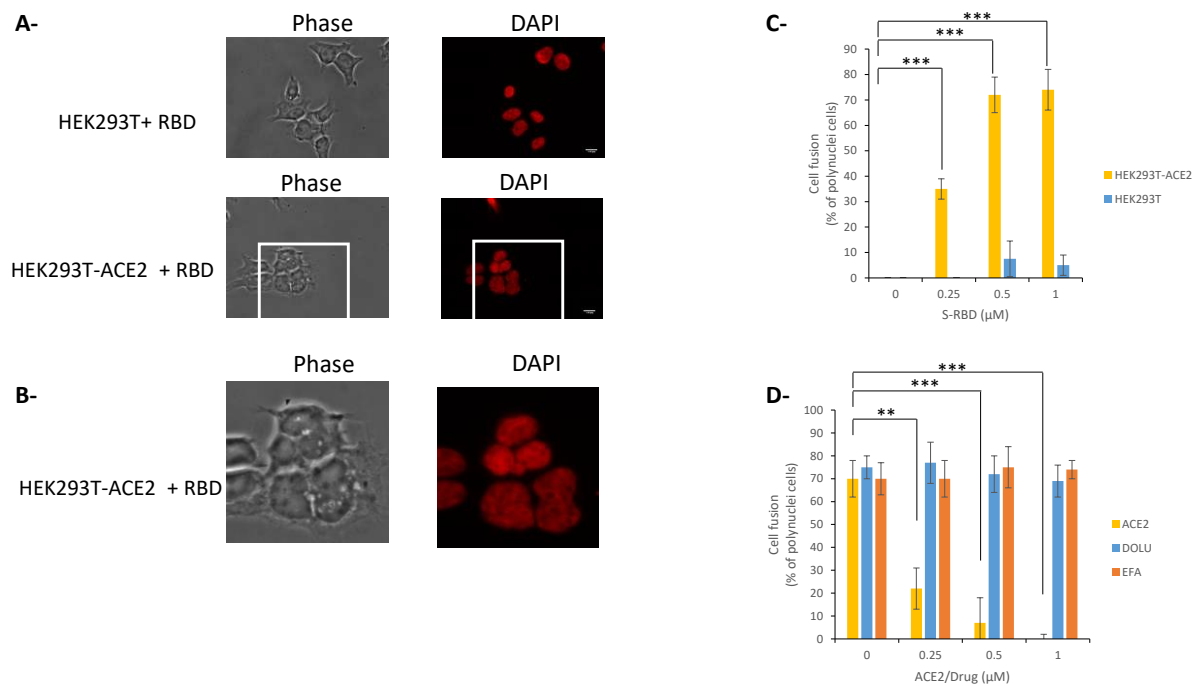 A-
Phase
DAPI
HEK293T+ RBD
Phase
DAPI
HEK293T-ACE2 + RBD
B-
Phase
DAPI
HEK293T-ACE2 + RBD
C-
***
***
***
90
80
70
60
50
40
30
20
10
0
Cell fusion
(% of polynuclei cells)
0 0.25 0.5 1
S-RBD (µM)
HEK293T-ACE2
HEK293T
D-
***
***
**
100
90
80
70
60
50
40
30
20
10
0
Cell fusion
(% of polynuclei cells)
0 0.25 0.5 1
ACE2/Drug (µM)
ACE2
DOLU
EFA